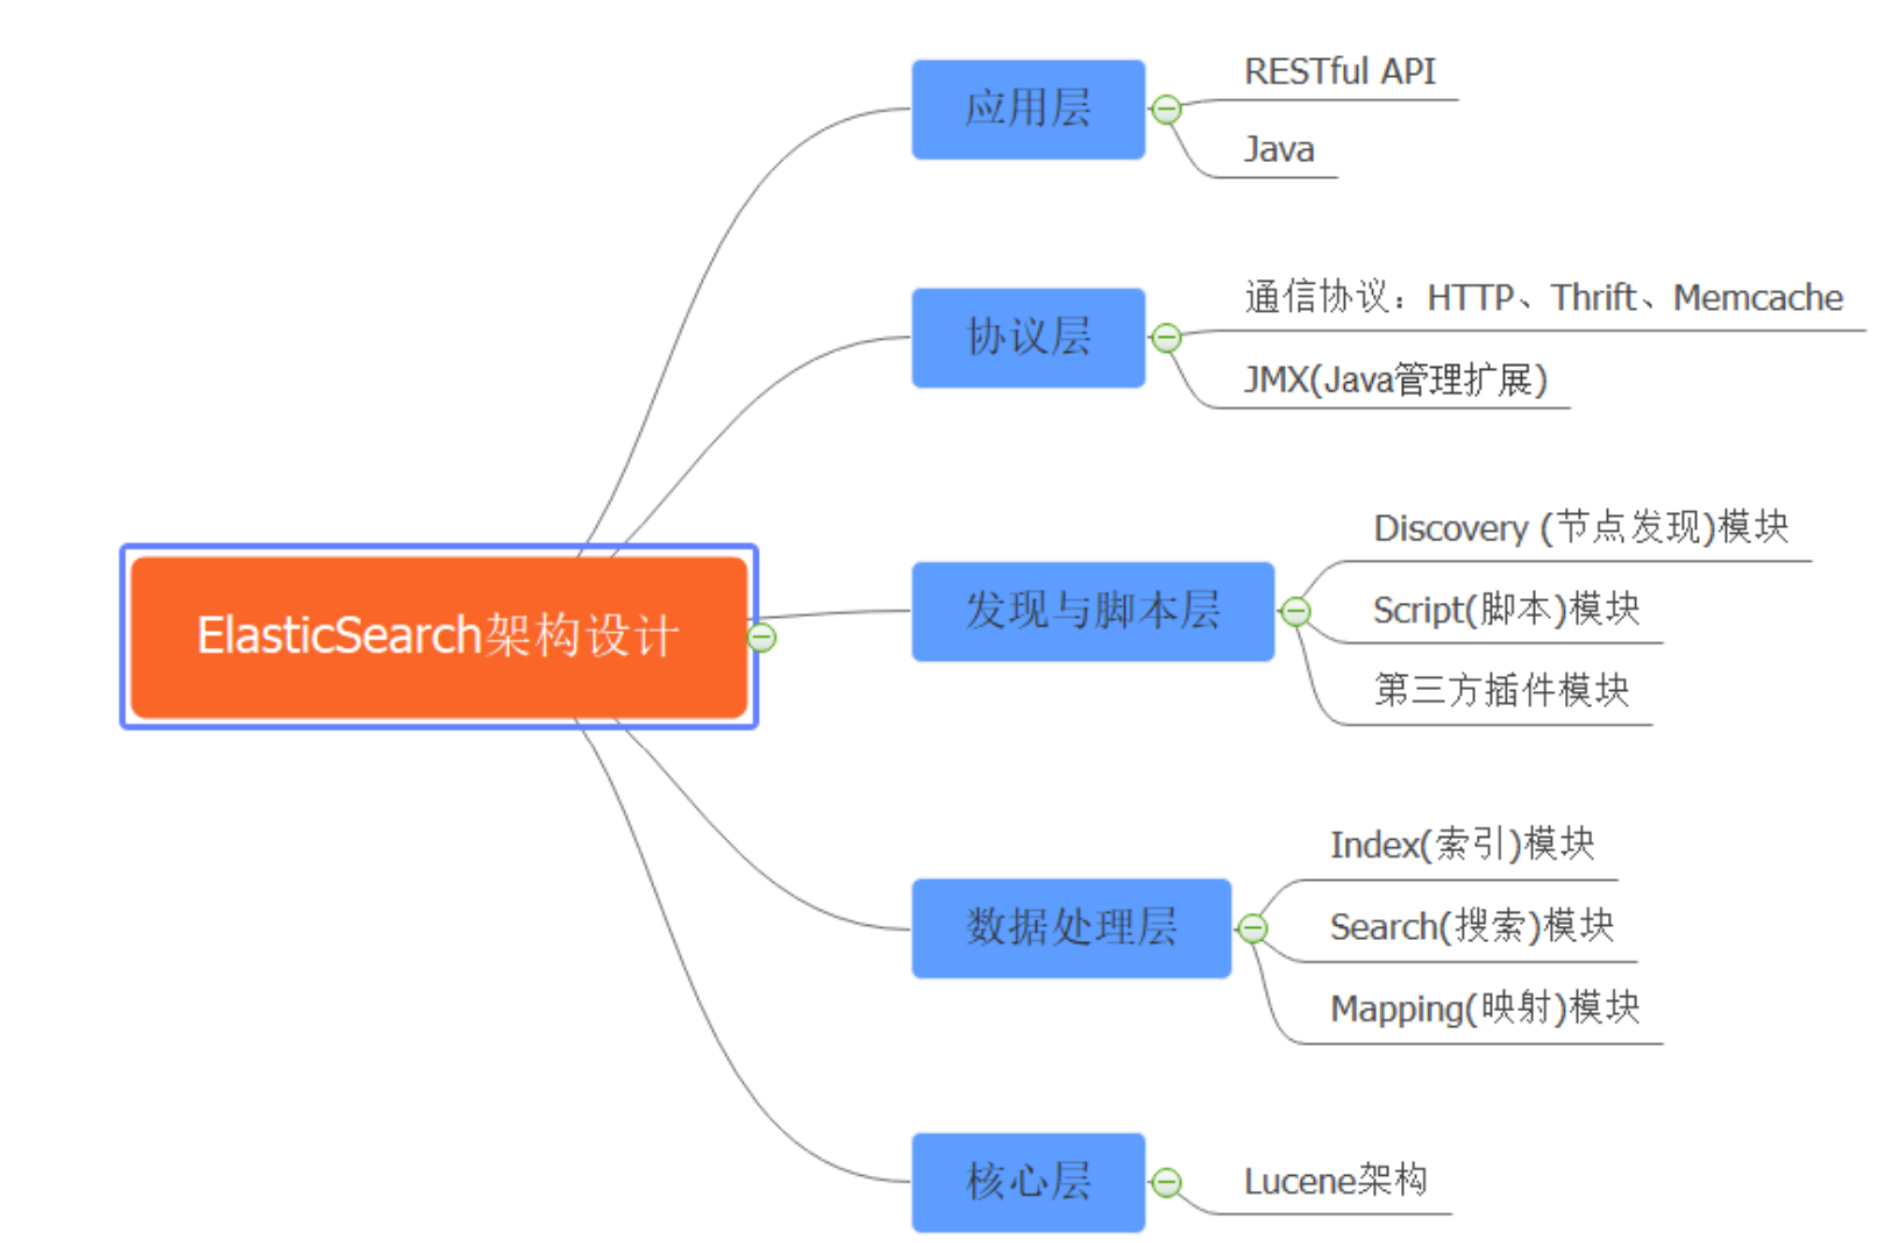 ElasticSearch架构设计
应用层
RESTful API
Java
协议层
通信协议：HTTP、Thrift、Memcache
JMX(Java管理扩展)
发现与脚本层
Discovery (节点发现)模块
Script(脚本)模块
第三方插件模块
数据处理层
Index(索引)模块
Search(搜索)模块
Mapping(映射)模块
核心层
Lucene架构